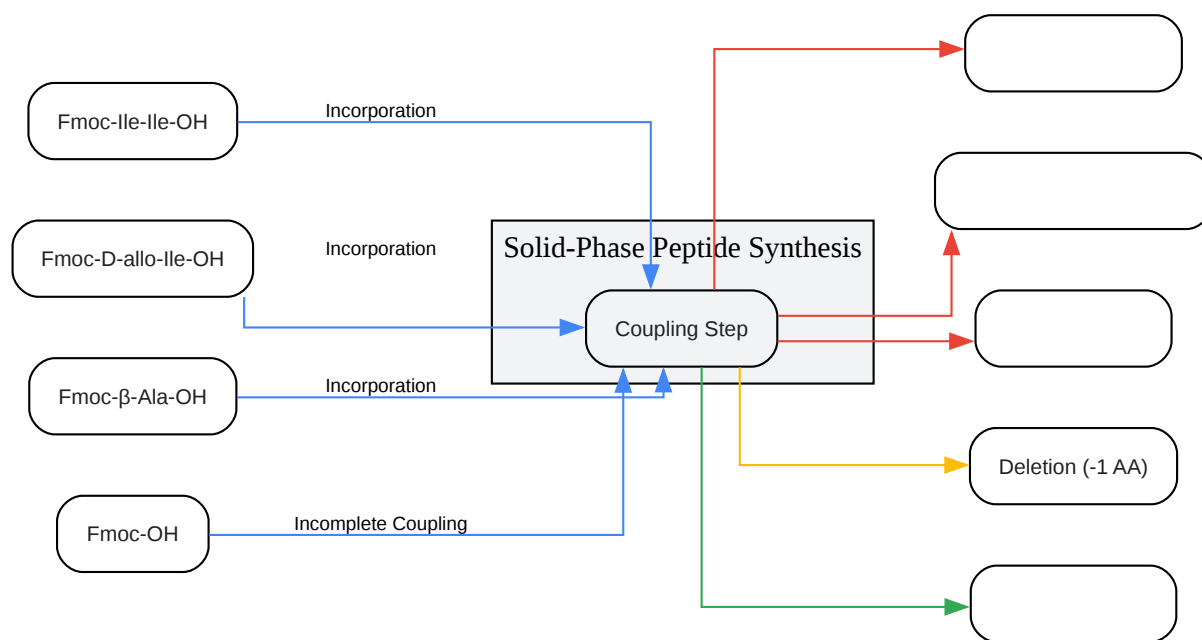 Fmoc-Ile-Ile-OH
Incorporation
Fmoc-D-allo-Ile-OH
Incorporation
Solid-Phase Peptide Synthesis
Coupling Step
Fmoc-β-Ala-OH
Incorporation
Deletion (-1 AA)
Fmoc-OH
Incomplete Coupling